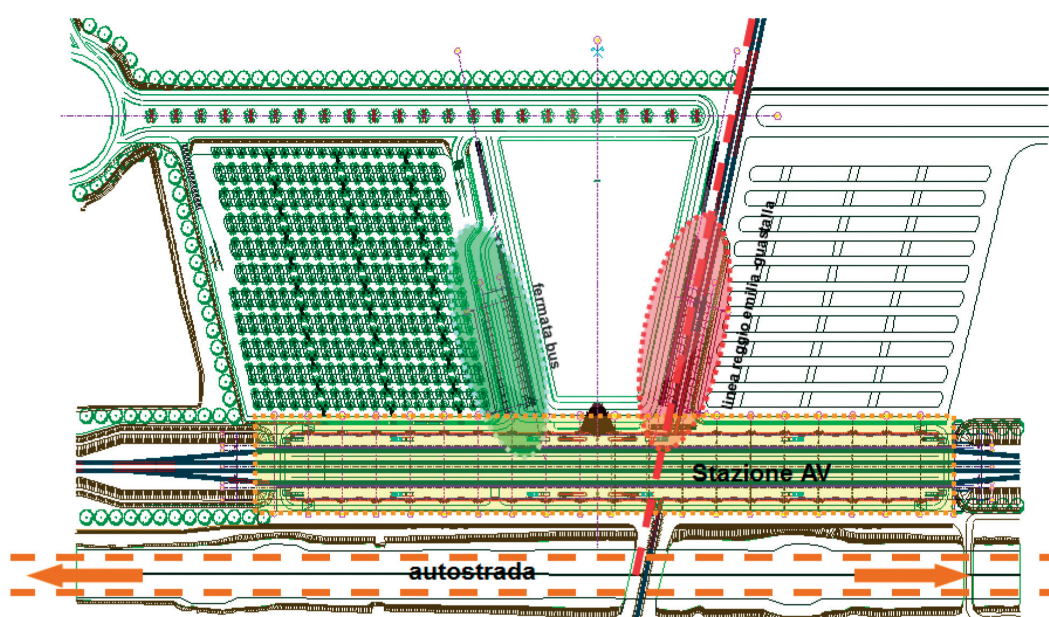 fermata bus
linea reggio emilia -guastalla
Stazione AV
autostrada